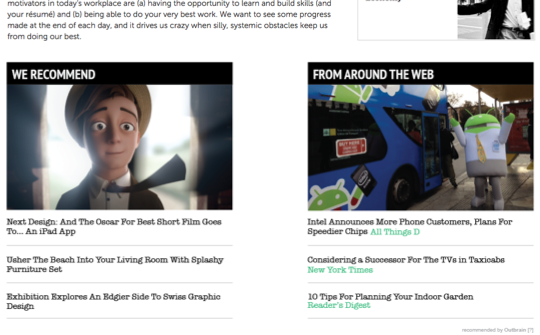 motivators in today's workplace are (a) having the opportunity to learn and build skills (and
your résumé) and (b) being able to do your very best work. We want to see some progress
made at the end of each day, and it drives us crazy when silly, systemic obstacles keep us
from doing our best.
WE RECOMMEND
Next Design: And The Oscar For Best Short Film Goes
To... An iPad App
Usher The Beach Into Your Living Room With Splashy
Furniture Set
Exhibition Explores An Edgier Side To Swiss Graphic
Design
FROM AROUND THE WEB
Intel Announces More Phone Customers, Plans For
Speedier Chips All Things D
Considering a Successor For The TVs in Taxicabs
New York Times
10 Tips For Planning Your Indoor Garden
Reader's Digest
recommended by Outbrain [?]